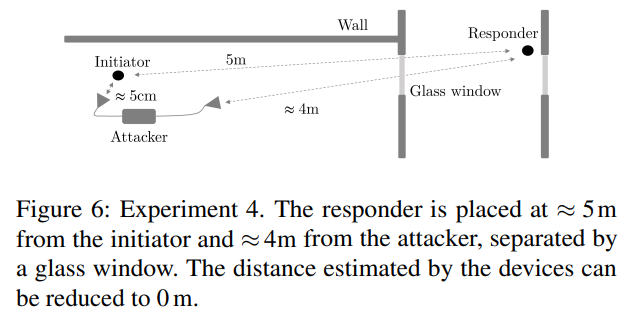 Wall
Responder
Initiator
5m
≈ 5cm
Glass window
≈ 4m
Attacker
Figure 6: Experiment 4. The responder is placed at ≈ 5m
from the initiator and ≈4m from the attacker, separated by
a glass window. The distance estimated by the devices can
be reduced to 0 m.